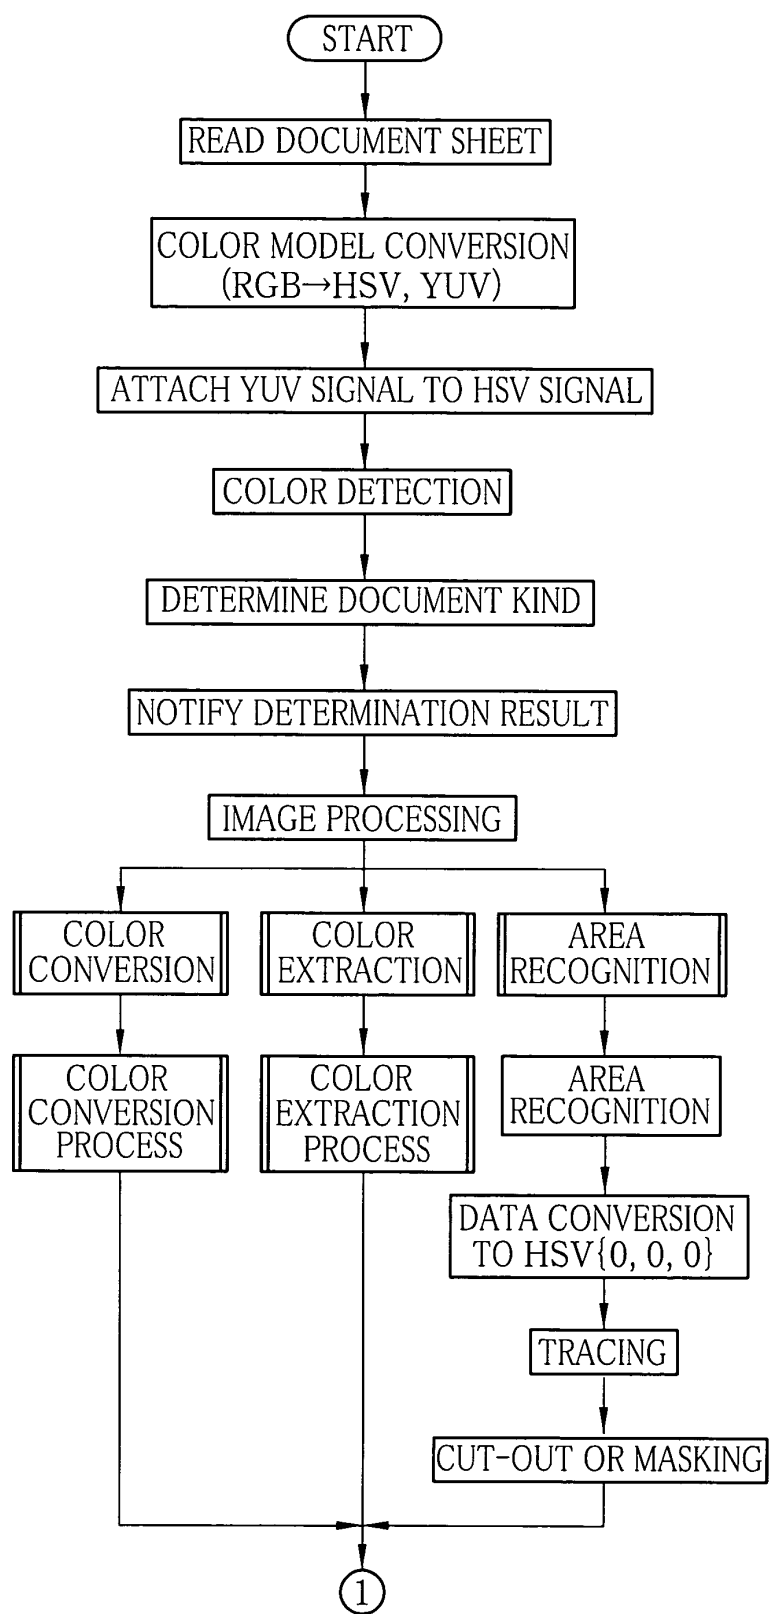 START
READ DOCUMENT SHEET
COLOR MODEL CONVERSION
(RGB→HSV, YUV)
ATTACH YUV SIGNAL TO HSV SIGNAL
COLOR DETECTION
DETERMINE DOCUMENT KIND
NOTIFY DETERMINATION RESULT
IMAGE PROCESSING
COLOR
CONVERSION
COLOR
EXTRACTION
AREA
RECOGNITION
COLOR
CONVERSION
PROCESS
COLOR
EXTRACTION
PROCESS
AREA
RECOGNITION
DATA CONVERSION
TO HSV{0, 0, 0}
TRACING
CUT-OUT OR MASKING
1